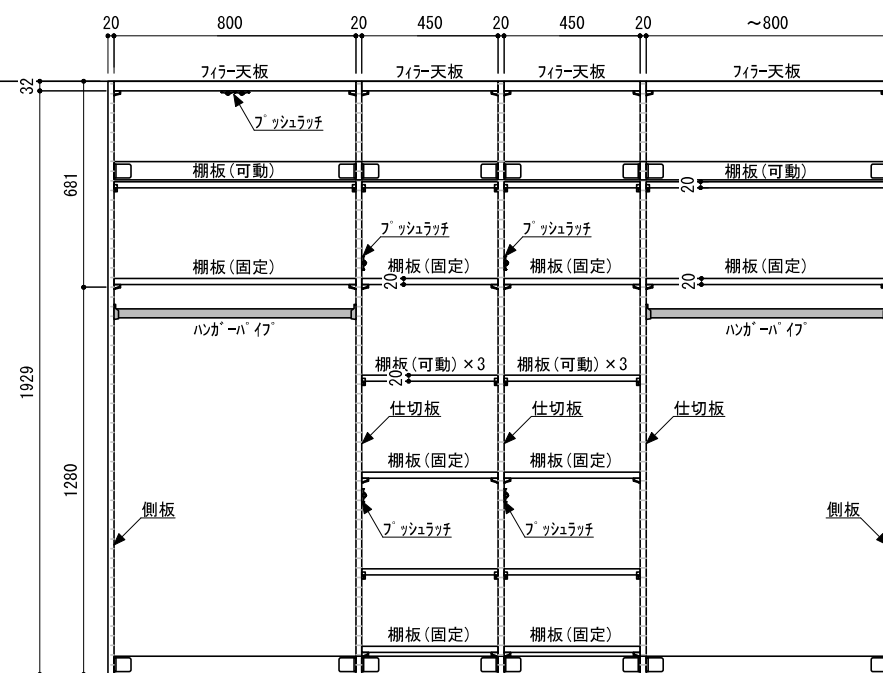 20 800 20 450 20 450 20 ～800
フィラー天板 フィラー天板 フィラー天板 フィラー天板
32
プッシュラッチ
棚板(可動) 棚板(可動)
681 20
プッシュラッチ プッシュラッチ
棚板(固定) 棚板(固定) 棚板(固定) 棚板(固定)
20 20
ハンガーパイプ ハンガーパイプ
棚板(可動)×3 棚板(可動)×3
1929 20
仕切板 仕切板 仕切板
棚板(固定) 棚板(固定)
1280
側板 側板
プッシュラッチ プッシュラッチ
棚板(固定) 棚板(固定)